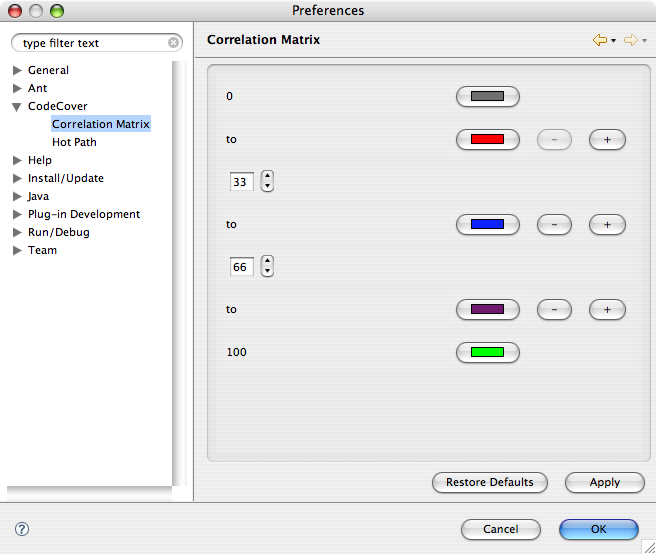 Preferences
type filter text
General
Ant
CodeCover
Correlation Matrix
Hot Path
Help
Install/Update
Java
Plug-in Development
Run/Debug
Team
Correlation Matrix
0
to - +
33
to - +
66
to - +
100
Restore Defaults Apply
? Cancel OK